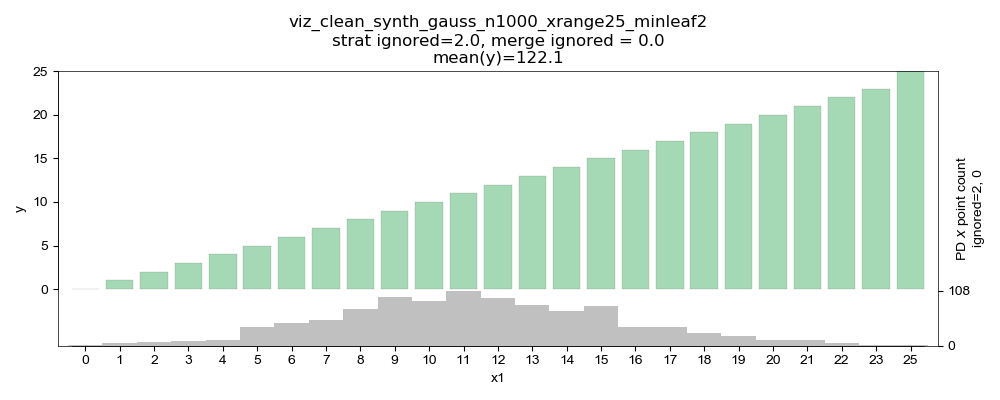 viz_clean_synth_gauss_n1000_xrange25_minleaf2
strat ignored=2.0, merge ignored = 0.0
mean(y)=122.1
25
20
15
10
5
0
y
PD x point count
ignored=2, 0
108
0
0 1 2 3 4 5 6 7 8 9 10 11 12 13 14 15 16 17 18 19 20 21 22 23 25
x1